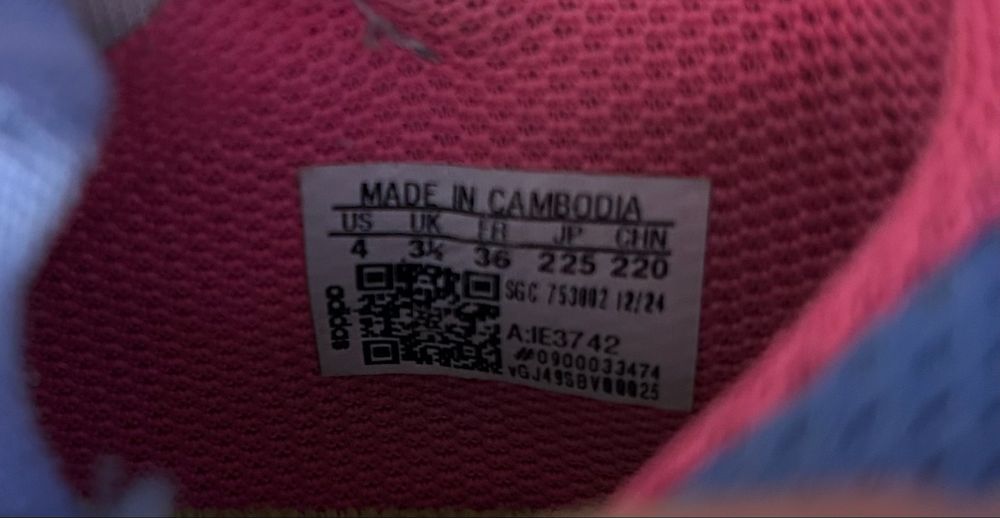 MADE IN CAMBODIA
US UK FR JP CHN
4 3½ 36 225 220
adidas
SGC 753002 12/24
A:IE3742
#0900033474